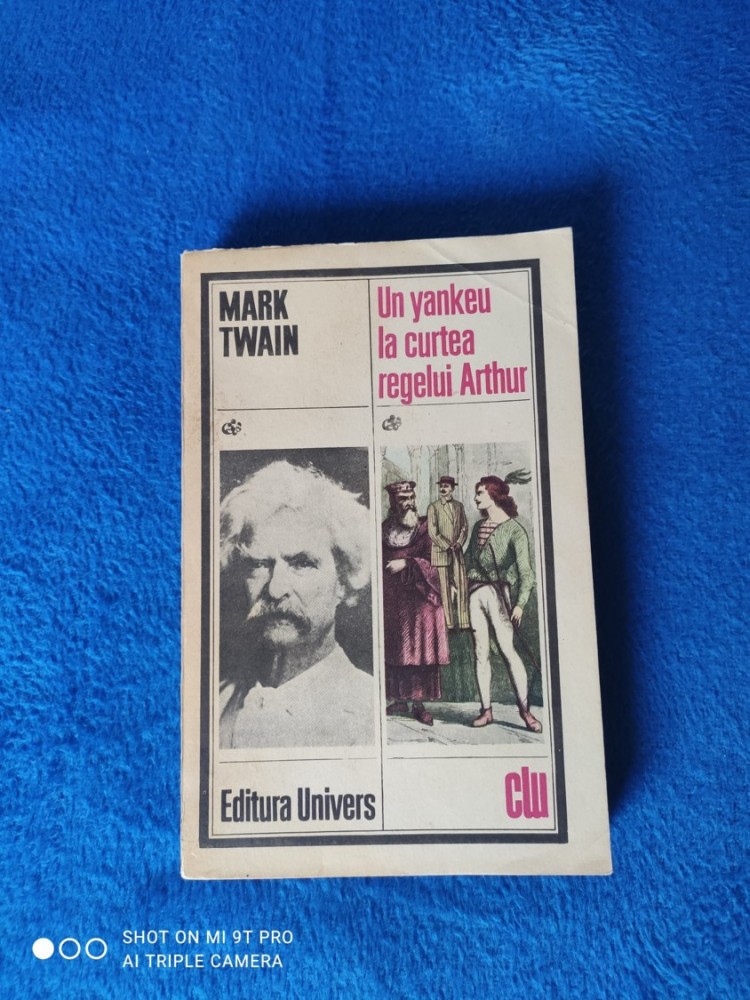 MARK
TWAIN
Un yankeu
la curtea
regelui Arthur
Editura Univers
clu
SHOT ON MI 9T PRO
AI TRIPLE CAMERA